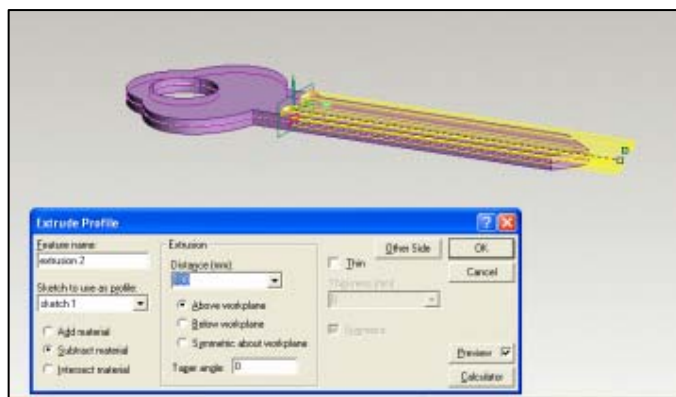 Extrude Profile
Feature name:
extrusion 2
Sketch to use as profile:
sketch 1
Add material
Subtract material
Intersect material
Extrusion
Distance (mm):
Above workplane
Below workplane
Symmetric about workplane
Taper angle: 0
Other Side
Thin
Thickness (mm)
OK
Cancel
Preview
Calculator